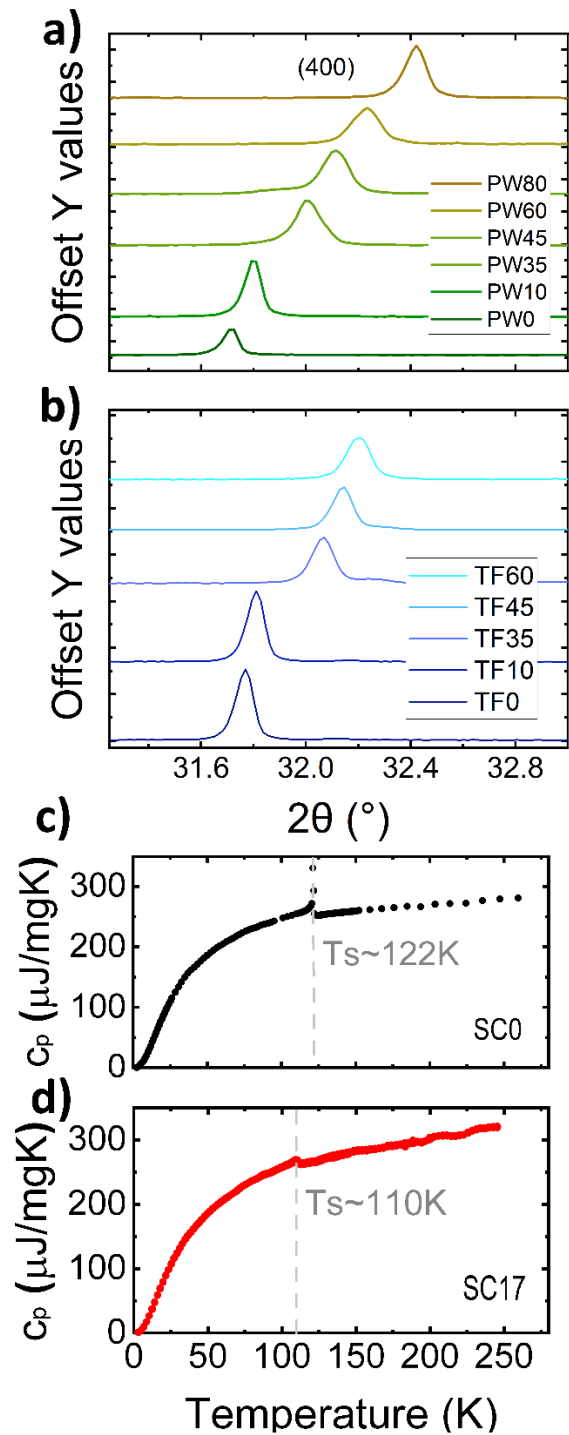 a)
(400)
Offset Y values
PW80
PW60
PW45
PW35
PW10
PW0
b)
Offset Y values
TF60
TF45
TF35
TF10
TF0
31.6 32.0 32.4 32.8
2θ (°)
c)
300
200
100
0
cp (μJ/mgK)
Ts~122K
SC0
d)
300
200
100
0
cp (μJ/mgK)
Ts~110K
SC17
0 50 100 150 200 250
Temperature (K)